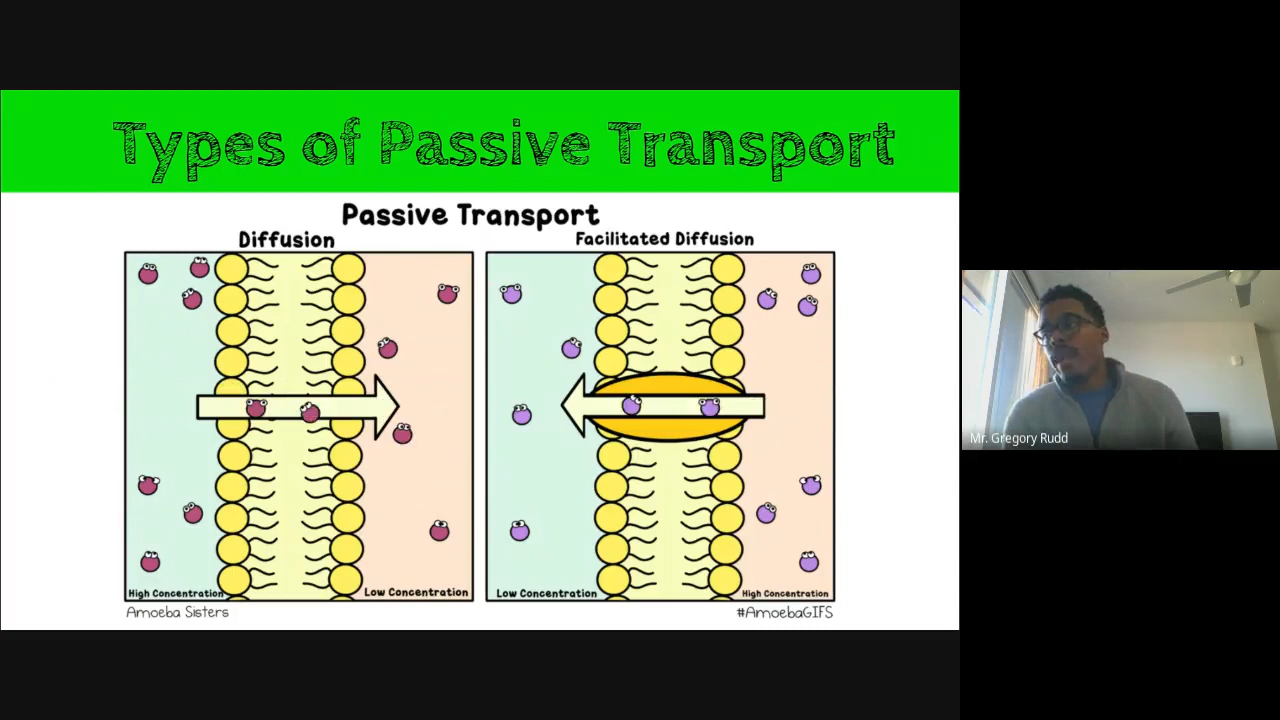 Types of Passive Transport
Passive Transport
Diffusion
Facilitated Diffusion
High Concentration
Low Concentration
Low Concentration
High Concentration
Amoeba Sisters
#AmoebaGIFS
Mr. Gregory Rudd